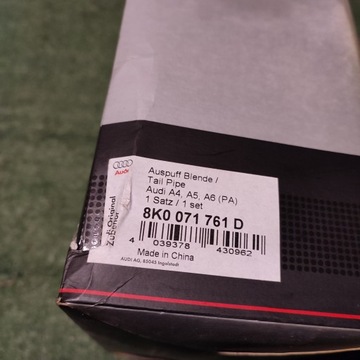 Audi
Auspuff Blende /
Tail Pipe
Audi A4, A5, A6 (PA)
1 Satz / 1 set
8K0 071 761 D
4 039378 430962
Made in China
AUDI AG, 85045 Ingolstadt
Original
Zubehör